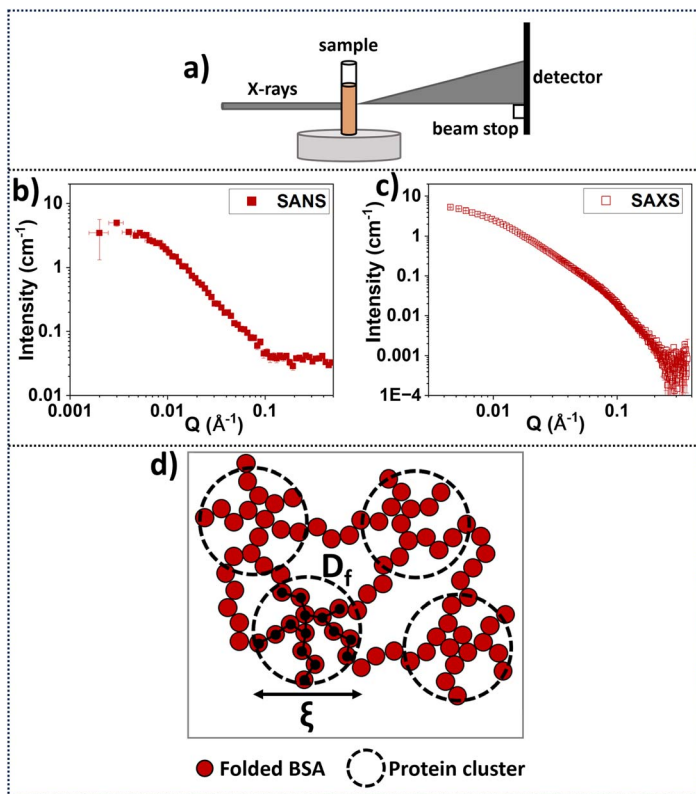 a)
sample
X-rays
detector
beam stop
b)
SANS
Intensity (cm⁻¹)
10
1
0.1
0.01
0.001
0.01
0.1
Q (Å⁻¹)
c)
SAXS
Intensity (cm⁻¹)
10
1
0.1
0.01
0.001
1E−4
0.01
0.1
Q (Å⁻¹)
d)
D_f
ξ
Folded BSA
Protein cluster